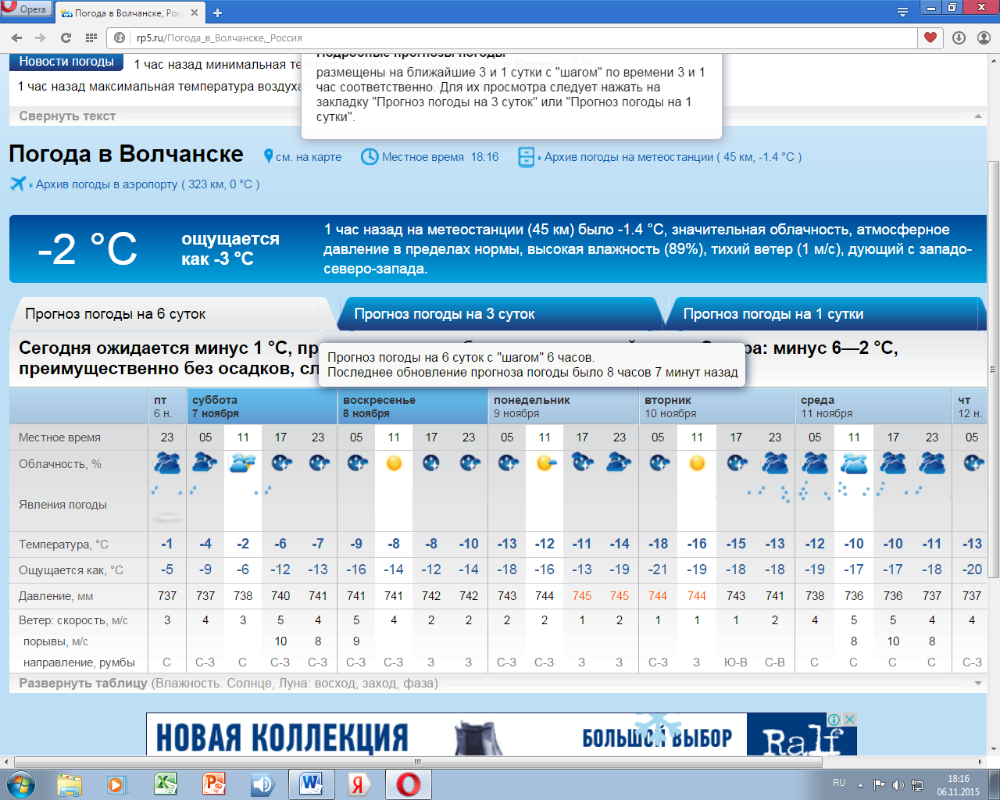 Opera
Погода в Волчанске, Росс
rp5.ru/Погода_в_Волчанске,_Россия
Новости погоды
1 час назад минимальная
1 час назад максимальная температура воздуха
размещены на ближайшие 3 и 1 сутки с "шагом" по времени 3 и 1
час соответственно. Для их просмотра следует нажать на
закладку "Прогноз погоды на 3 суток" или "Прогноз погоды на 1
сутки".
Свернуть текст
Погода в Волчанске
см. на карте
Местное время 18:16
Архив погоды на метеостанции ( 45 км, -1.4 °C )
Архив погоды в аэропорту ( 323 км, 0 °C )
-2 °C
ощущается
как -3 °C
1 час назад на метеостанции (45 км) было -1.4 °C, значительная облачность, атмосферное
давление в пределах нормы, высокая влажность (89%), тихий ветер (1 м/с), дующий с западо-
северо-запада.
Прогноз погоды на 6 суток
Прогноз погоды на 3 суток
Прогноз погоды на 1 сутки
Сегодня ожидается минус 1 °C,
минус 6—2 °C,
преимущественно без осадков,
Прогноз погоды на 6 суток с "шагом" 6 часов.
Последнее обновление прогноза погоды было 8 часов 7 минут назад
пт суббота воскресенье понедельник вторник среда чт
6 н. 7 ноября 8 ноября 9 ноября 10 ноября 11 ноября 12 н.
Местное время 23 05 11 17 23 05 11 17 23 05 11 17 23 05 11 17 23 05 11 17 23 05
Облачность, %
Явления погоды
Температура, °C -1 -4 -2 -6 -7 -9 -8 -8 -10 -13 -12 -11 -14 -18 -16 -15 -13 -12 -10 -10 -11 -13
Ощущается как, °C -5 -9 -6 -12 -13 -16 -14 -12 -14 -18 -16 -13 -19 -21 -19 -18 -18 -19 -17 -17 -18 -20
Давление, мм 737 737 738 740 741 741 741 742 742 743 744 745 745 744 744 743 741 738 736 736 737 737
Ветер: скорость, м/с 3 4 3 5 4 5 4 2 2 2 2 1 2 1 1 1 2 4 5 5 4 4
порывы, м/с 10 8 9 8 10 8
направление, румбы С С-З С С-З С-З С-З С-З З З С-З С-З З З С-З З Ю-В С-В С С С С С-З
Развернуть таблицу (Влажность. Солнце, Луна: восход, заход, фаза)
НОВАЯ КОЛЛЕКЦИЯ
БОЛЬШОЙ ВЫБОР
Ralf
RU
18:16
06.11.2015